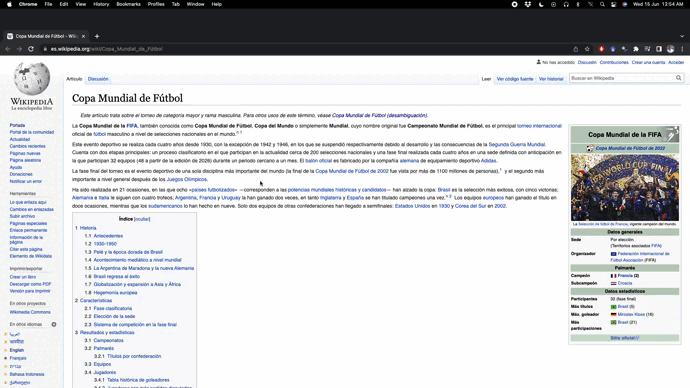 Chrome File Edit View History Bookmarks Profiles Tab Window Help
Wed 15 Jun 12:54 AM
Copa Mundial de Fútbol - Wiki
es.wikipedia.org/wiki/Copa_Mundial_de_Fútbol
No has accedido Discusión Contribuciones Crear una cuenta Acceder
Artículo Discusión Leer Ver código fuente Ver historial Buscar en Wikipedia
WIKIPEDIA
La enciclopedia libre
Portada
Portal de la comunidad
Actualidad
Cambios recientes
Páginas nuevas
Página aleatoria
Ayuda
Donaciones
Notificar un error
Herramientas
Lo que enlaza aquí
Cambios en enlazadas
Subir archivo
Páginas especiales
Enlace permanente
Información de la página
Citar esta página
Elemento de Wikidata
Imprimir/exportar
Crear un libro
Descargar como PDF
Versión para imprimir
En otros proyectos
Wikimedia Commons
En otros idiomas
العربية
English
Français
עברית
Bahasa Indonesia
Copa Mundial de Fútbol
Este artículo trata sobre el torneo de categoría mayor y rama masculina. Para otros usos de este término, véase Copa Mundial de Fútbol (desambiguación).
La Copa Mundial de la FIFA, también conocida como Copa Mundial de Fútbol, Copa del Mundo o simplemente Mundial, cuyo nombre original fue Campeonato Mundial de Fútbol, es el principal torneo internacional
oficial de fútbol masculino a nivel de selecciones nacionales en el mundo.
Este evento deportivo se realiza cada cuatro años desde 1930, con la excepción de 1942 y 1946, en los que se suspendió respectivamente debido al desarrollo y las consecuencias de la Segunda Guerra Mundial.
Cuenta con dos etapas principales: un proceso clasificatorio en el que participan en la actualidad cerca de 200 selecciones nacionales y una fase final realizada cada cuatro años en una sede definida con anticipación en
la que participan 32 equipos (48 a partir de la edición de 2026) durante un periodo cercano a un mes. El balón oficial es fabricado por la compañía alemana de equipamiento deportivo Adidas.
La fase final del torneo es el evento deportivo de una sola disciplina más importante del mundo (la final de la Copa Mundial de Fútbol de 2002 fue vista por más de 1100 millones de personas), y el segundo más
importante a nivel general después de los Juegos Olímpicos.
Ha sido realizada en 21 ocasiones, en las que ocho «países futbolizados» —corresponden a las potencias mundiales históricas y candidatos— han alzado la copa: Brasil es la selección más exitosa, con cinco victorias;
Alemania e Italia le siguen con cuatro trofeos; Argentina, Francia y Uruguay la han ganado dos veces, en tanto Inglaterra y España se han titulado campeones una vez. Los equipos europeos han ganado el título en
doce ocasiones, mientras que los sudamericanos lo han hecho en nueve. Solo dos equipos de otras confederaciones han llegado a semifinales: Estados Unidos en 1930 y Corea del Sur en 2002.
Índice [ocultar]
1 Historia
1.1 Antecedentes
1.2 1930-1950
1.3 Pelé y la época dorada de Brasil
1.4 Acontecimiento mediático a nivel mundial
1.5 La Argentina de Maradona y la nueva Alemania
1.6 Brasil regresa al éxito
1.7 Globalización y expansión a Asia y África
1.8 Hegemonía europea
2 Características
2.1 Fase clasificatoria
2.2 Elección de la sede
2.3 Sistema de competición en la fase final
3 Resultados y estadísticas
3.1 Campeonatos
3.2 Palmarés
3.2.1 Títulos por confederación
3.3 Equipos
3.4 Jugadores
3.4.1 Tabla histórica de goleadores
Copa Mundial de la FIFA
Copa Mundial de Fútbol de 2022
La Selección de fútbol de Francia, vigente campeón del mundo.
Datos generales
Sede Por elección
(Territorios asociados FIFA)
Organizador Federación Internacional de
Fútbol Asociación (FIFA)
Palmarés
Campeón Francia (2)
Subcampeón Croacia
Datos estadísticos
Participantes 32 (fase final)
Más títulos Brasil (5)
Máx. goleador Miroslav Klose (16)
Más participaciones Brasil (21)
Sitio oficial